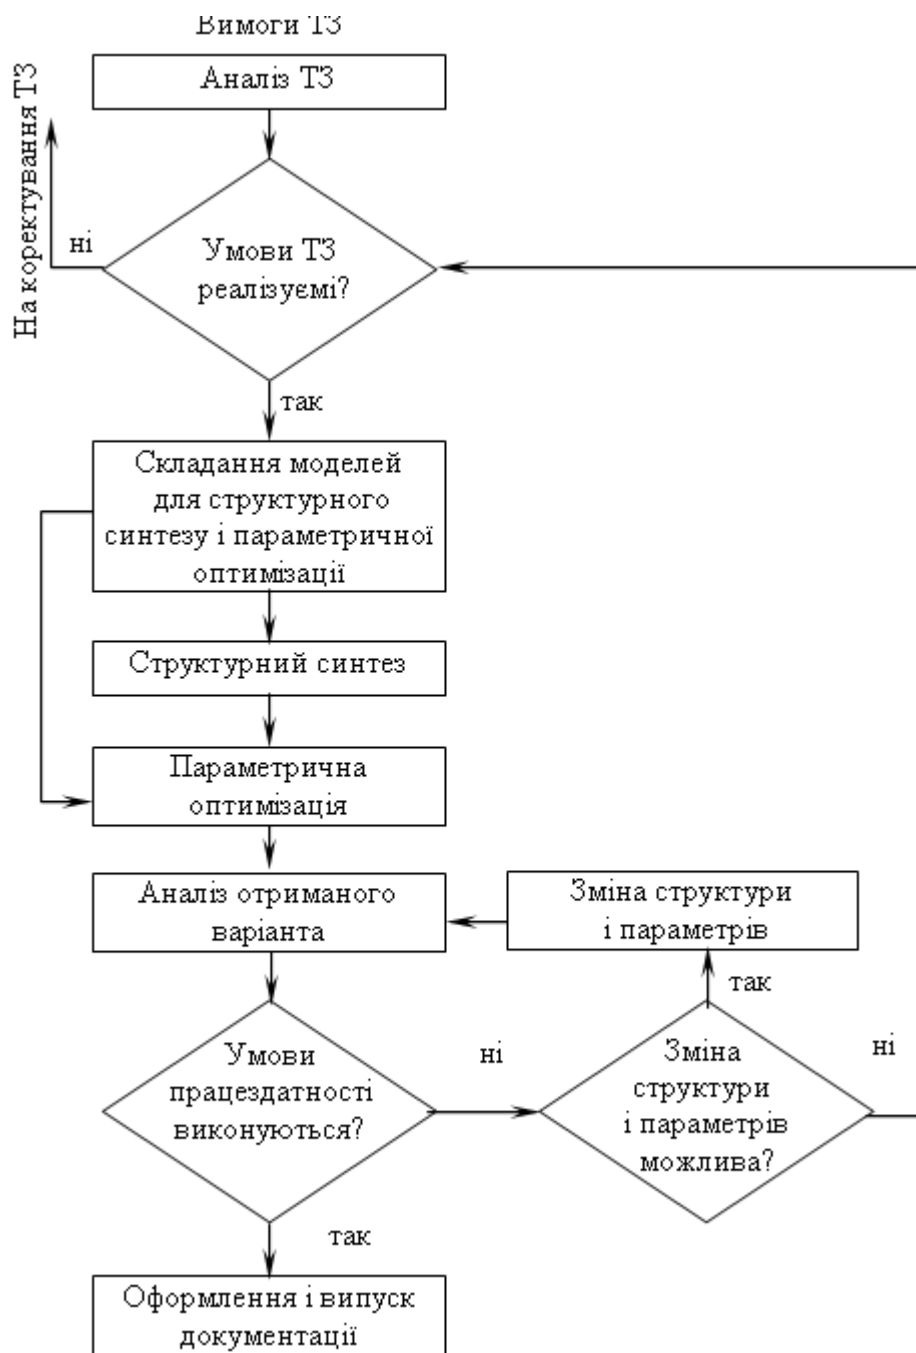 Вимоги ТЗ
Аналіз ТЗ
На коректування ТЗ
ні
Умови ТЗ
реалізуємі?
так
Складання моделей
для структурного
синтезу і параметричної
оптимізації
Структурний синтез
Параметрична
оптимізація
Аналіз отриманого
варіанта
Зміна структури
і параметрів
так
Умови
працездатності
виконуються?
ні
Зміна
структури
і параметрів
можлива?
ні
так
Оформлення і випуск
документації